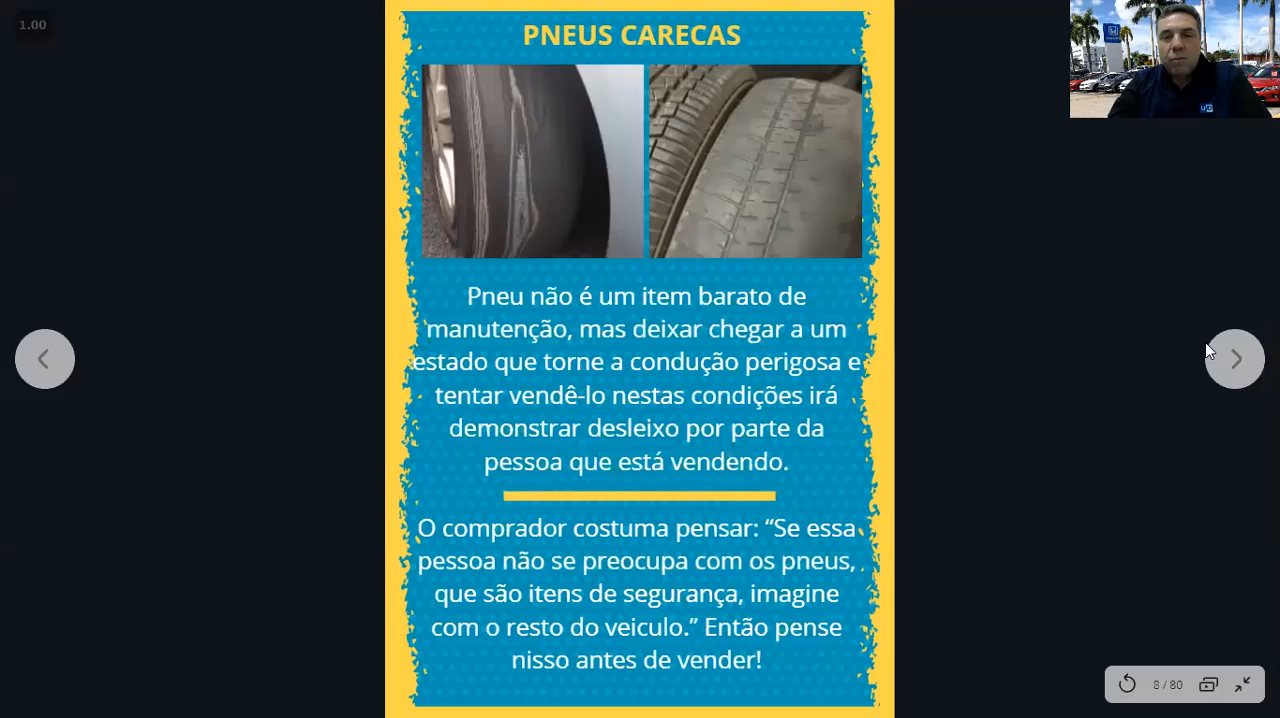 1.00
PNEUS CARECAS
Pneu não é um item barato de
manutenção, mas deixar chegar a um
estado que torne a condução perigosa e
tentar vendê-lo nestas condições irá
demonstrar desleixo por parte da
pessoa que está vendendo.
O comprador costuma pensar: “Se essa
pessoa não se preocupa com os pneus,
que são itens de segurança, imagine
com o resto do veiculo.” Então pense
nisso antes de vender!
8 / 80